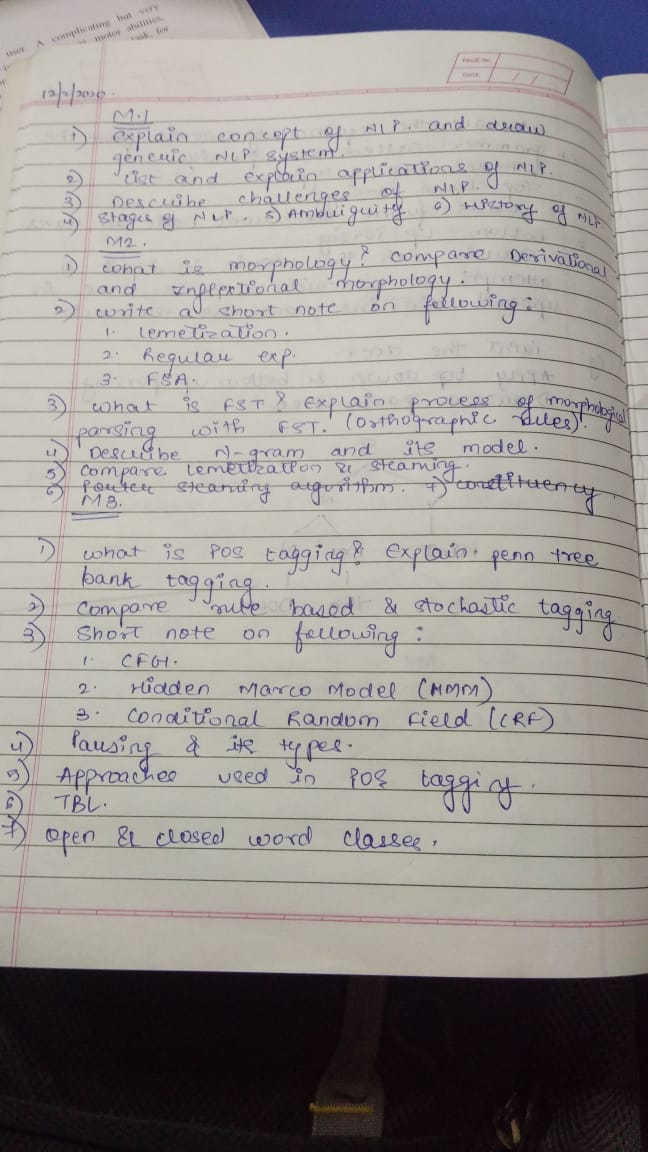 user. A complicating but very
motor abilities.
task, for
PAGE No.
DATE / /
12/2/2020.
M.1
1) explain concept of NLP. and draw
generic NLP system.
2) list and explain applications of NLP.
3) Describe challenges of NLP.
4) Stages of NLP. 5) Ambuiguity 6) History of NLP
M2.
1) what is morphology? compare Derivational
and Inflectional morphology.
2) write a short note on following:
1. Lemetization.
2. Regular exp.
3. FSA.
3) what is FST? Explain process of morphological
parsing with FST. (orthographic rules).
4) Describe N-gram and its model.
5) Compare lemetization & steaming.
6) Porter steaming algorithm. 7) constituency
M3.
1) what is POS tagging? Explain penn tree
bank tagging.
2) Compare rule based & stochastic tagging
3) Short note on following:
1. CFG.
2. Hidden Marco Model (HMM)
3. Conditional Random Field (CRF)
4) Parsing & its types.
5) Approaches used in POS tagging.
6) TBL.
7) open & closed word classes.